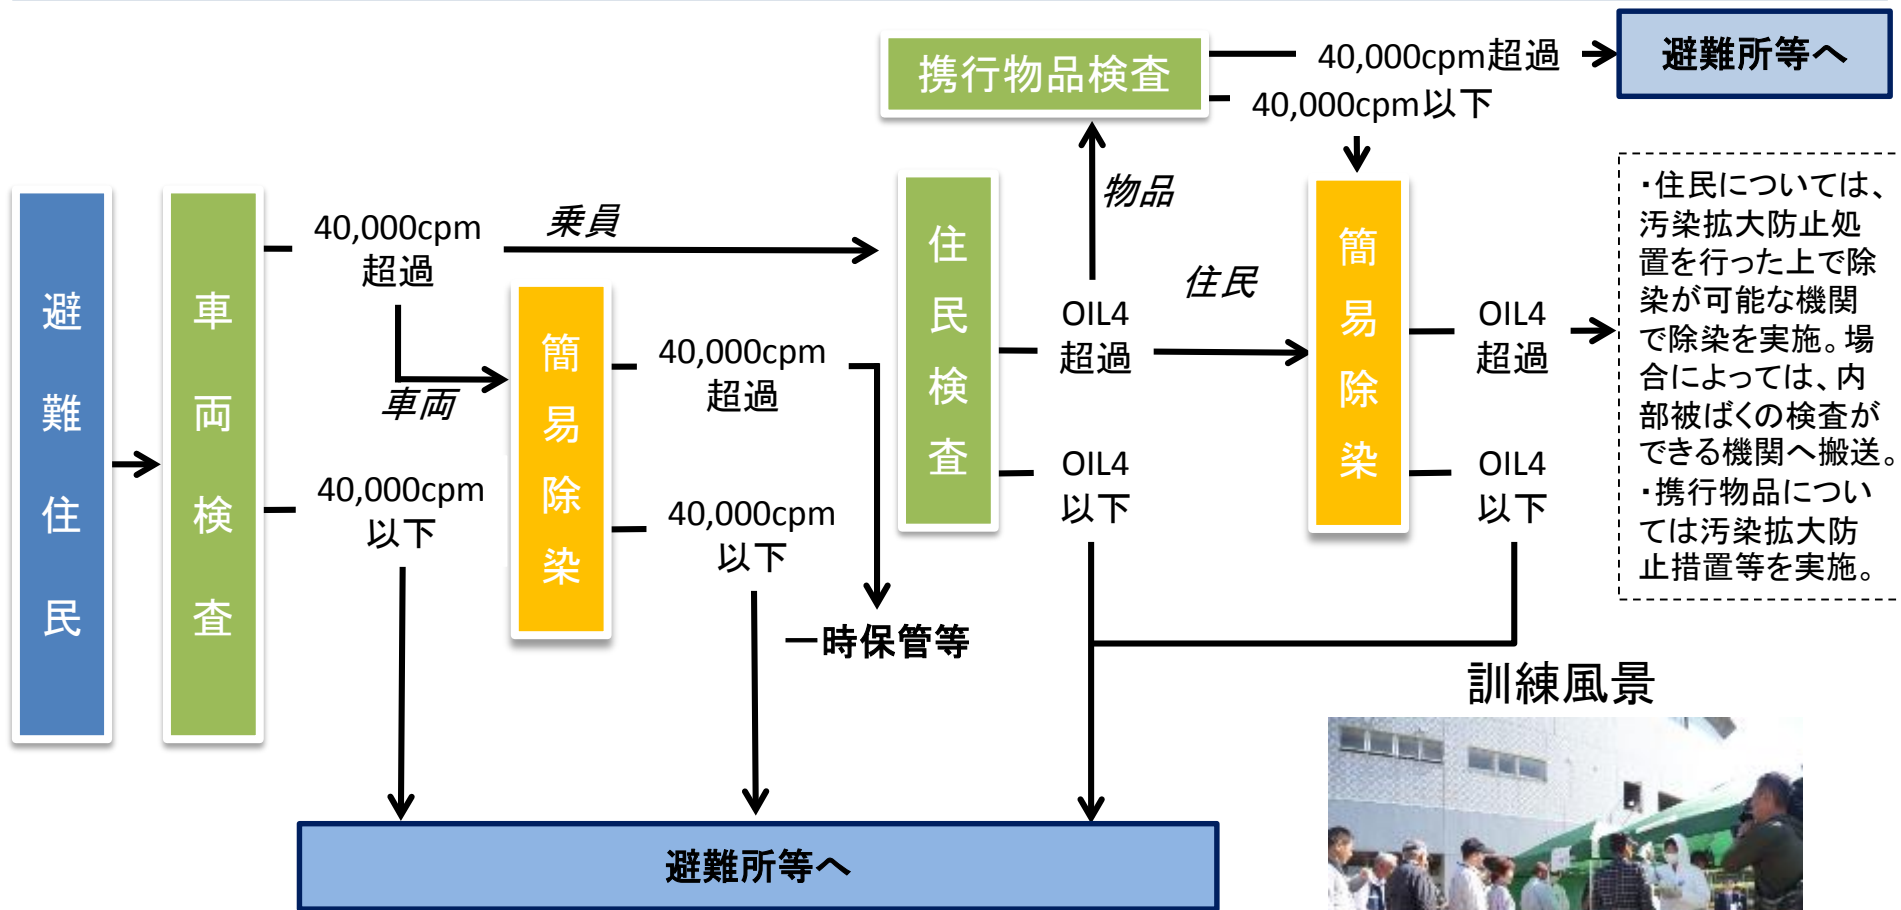 避難住民
車両検査
40,000cpm
超過
乗員
車両
40,000cpm
以下
簡易除染
40,000cpm
超過
40,000cpm
以下
一時保管等
住民検査
携行物品検査
40,000cpm超過
40,000cpm以下
避難所等へ
物品
OIL4
超過
住民
OIL4
以下
簡易除染
OIL4
超過
OIL4
以下
・住民については、
汚染拡大防止処
置を行った上で除
染が可能な機関
で除染を実施。場
合によっては、内
部被ばくの検査が
できる機関へ搬送。
・携行物品につい
ては汚染拡大防
止措置等を実施。
訓練風景
避難所等へ